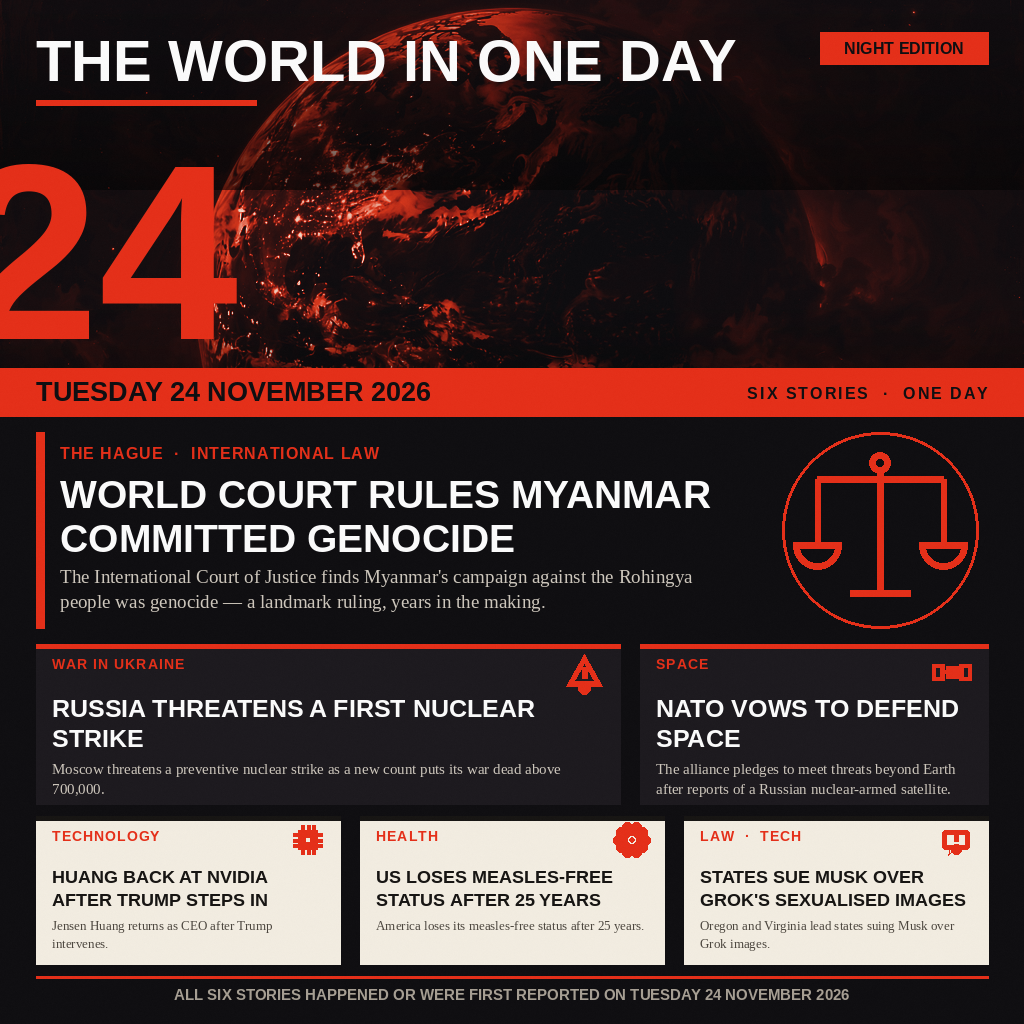 THE WORLD IN ONE DAY
NIGHT EDITION
24
TUESDAY 24 NOVEMBER 2026
SIX STORIES · ONE DAY
THE HAGUE · INTERNATIONAL LAW
WORLD COURT RULES MYANMAR
COMMITTED GENOCIDE
The International Court of Justice finds Myanmar's campaign against the Rohingya
people was genocide — a landmark ruling, years in the making.
WAR IN UKRAINE
RUSSIA THREATENS A FIRST NUCLEAR
STRIKE
Moscow threatens a preventive nuclear strike as a new count puts its war dead above
700,000.
SPACE
NATO VOWS TO DEFEND
SPACE
The alliance pledges to meet threats beyond Earth
after reports of a Russian nuclear-armed satellite.
TECHNOLOGY
HUANG BACK AT NVIDIA
AFTER TRUMP STEPS IN
Jensen Huang returns as CEO after Trump
intervenes.
HEALTH
US LOSES MEASLES-FREE
STATUS AFTER 25 YEARS
America loses its measles-free status after 25 years.
LAW · TECH
STATES SUE MUSK OVER
GROK'S SEXUALISED IMAGES
Oregon and Virginia lead states suing Musk over
Grok images.
ALL SIX STORIES HAPPENED OR WERE FIRST REPORTED ON TUESDAY 24 NOVEMBER 2026